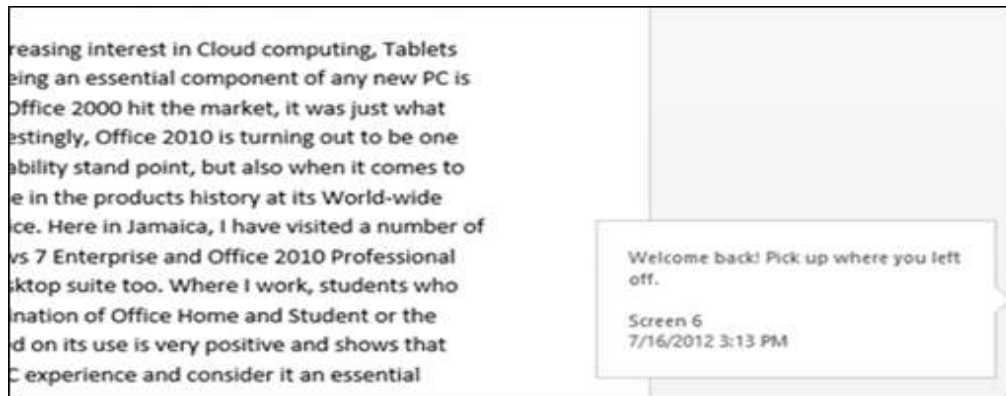 reasing interest in Cloud computing, Tablets
eing an essential component of any new PC is
Office 2000 hit the market, it was just what
estingly, Office 2010 is turning out to be one
ability stand point, but also when it comes to
e in the products history at its World-wide
ice. Here in Jamaica, I have visited a number of
vs 7 Enterprise and Office 2010 Professional
sktop suite too. Where I work, students who
ination of Office Home and Student or the
d on its use is very positive and shows that
C experience and consider it an essential
Welcome back! Pick up where you left
off.
Screen 6
7/16/2012 3:13 PM